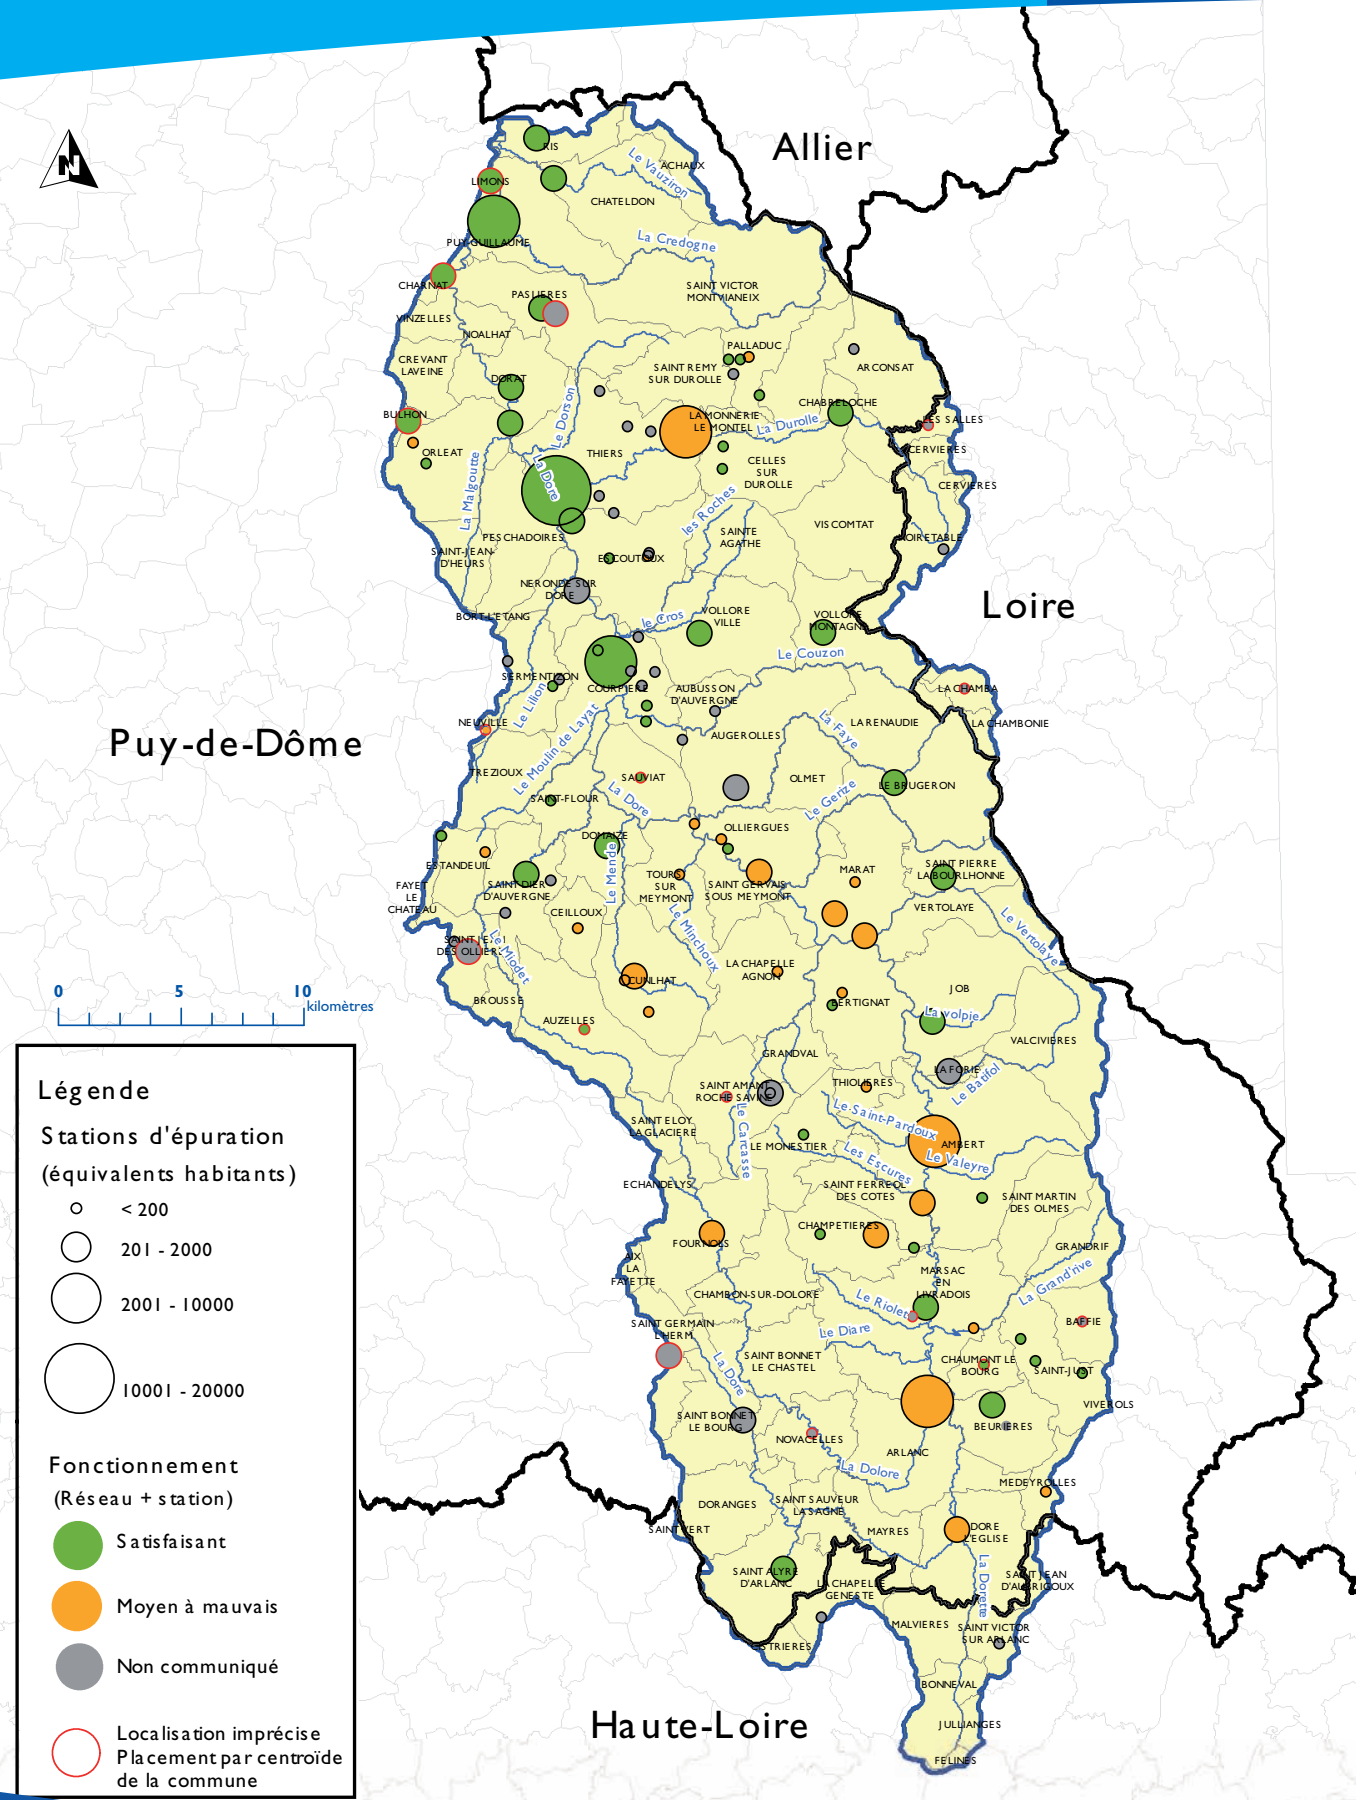 Allier
N
RIS
ACHAUX
Le Vauziron
LIMONS
CHATELDON
PUY-GUILLAUME
La Credogne
CHARNAT
PASLIERES
SAINT VICTOR
MONTVIANEIX
VINZELLES
NOALHAT
PALLADUC
CREVANT
LAVEINE
SAINT REMY
SUR DUROLLE
ARCONSAT
DORAT
Le Dorson
CHABRELOCHE
BULHON
LA MONNERIE
LE MONTEL
La Durolle
LES SALLES
ORLEAT
THIERS
CERVIERES
CELLES
SUR
DUROLLE
La Dore
La Malgoutte
CERVIERES
les Roches
VISCOMTAT
PESCHADOIRES
SAINTE
AGATHE
NOIRETABLE
SAINT-JEAN-
D'HEURS
ESCOUTOUX
NERONDE SUR
DORE
Loire
BORT-L'ETANG
le Cros
VOLLORE
VILLE
VOLLORE
MONTAGNE
Le Couzon
SERMENTIZON
COURPIERE
AUBUSSON
D'AUVERGNE
LA CHAMBA
Le Lilion
NEUVILLE
Le Moulin de Layat
La Faye
LA RENAUDIE
LA CHAMBONIE
Puy-de-Dôme
AUGEROLLES
TREZIOUX
SAUVIAT
OLMET
LE BRUGERON
SAINT-FLOUR
La Dore
Le Gerize
DOMAIZE
OLLIERGUES
ESTANDEUIL
Le Mende
SAINT PIERRE
LA BOURLHONNE
MARAT
FAYET
LE
CHATEAU
SAINT DIER
D'AUVERGNE
TOURS
SUR
MEYMONT
SAINT GERVAIS
SOUS MEYMONT
CEILLOUX
VERTOLAYE
Le Minchoux
Le Vertolaye
DES OLLIERES
Le Miodet
LA CHAPELLE
AGNON
CUNLHAT
BROUSSE
JOB
BERTIGNAT
AUZELLES
La volpie
0 5 10
kilomètres
VALCIVIERES
GRANDVAL
LA FORIE
Le Batifol
SAINT AMANT
ROCHE SAVINE
THIOLIERES
Le Saint-Pardoux
SAINT ELOY
LA GLACIERE
Le Carcasse
LE MONESTIER
AMBERT
Le Valeyre
Les Escures
ECHANDELYS
SAINT FERREOL
DES COTES
SAINT MARTIN
DES OLMES
CHAMPETIERES
FOURNOLS
GRANDRIF
AIX
LA
FAYETTE
MARSAC
EN
LIVRADOIS
La Grand'rive
CHAMBON-SUR-DOLORE
Le Riolet
SAINT GERMAIN
L'HERM
Le Diare
BAFFIE
SAINT BONNET
LE CHASTEL
CHAUMONT LE
BOURG
SAINT-JUST
La Dore
VIVEROLS
SAINT BONNET
LE BOURG
BEURIERES
NOVACELLES
ARLANC
La Dolore
MEDEYROLLES
DORANGES
SAINT SAUVEUR
LA SAGNE
SAINT VERT
MAYRES
DORE
L'EGLISE
SAINT ALYRE
D'ARLANC
LA CHAPELLE
GENESTE
La Dorette
SAINT JEAN
D'AUBRIGOUX
MALVIERES
SAINT VICTOR
SUR ARLANC
BONNEVAL
Haute-Loire
JULLIANGES
FELINES
Légende
Stations d'épuration
(équivalents habitants)
< 200
201 - 2000
2001 - 10000
10001 - 20000
Fonctionnement
(Réseau + station)
Satisfaisant
Moyen à mauvais
Non communiqué
Localisation imprécise
Placement par centroïde
de la commune